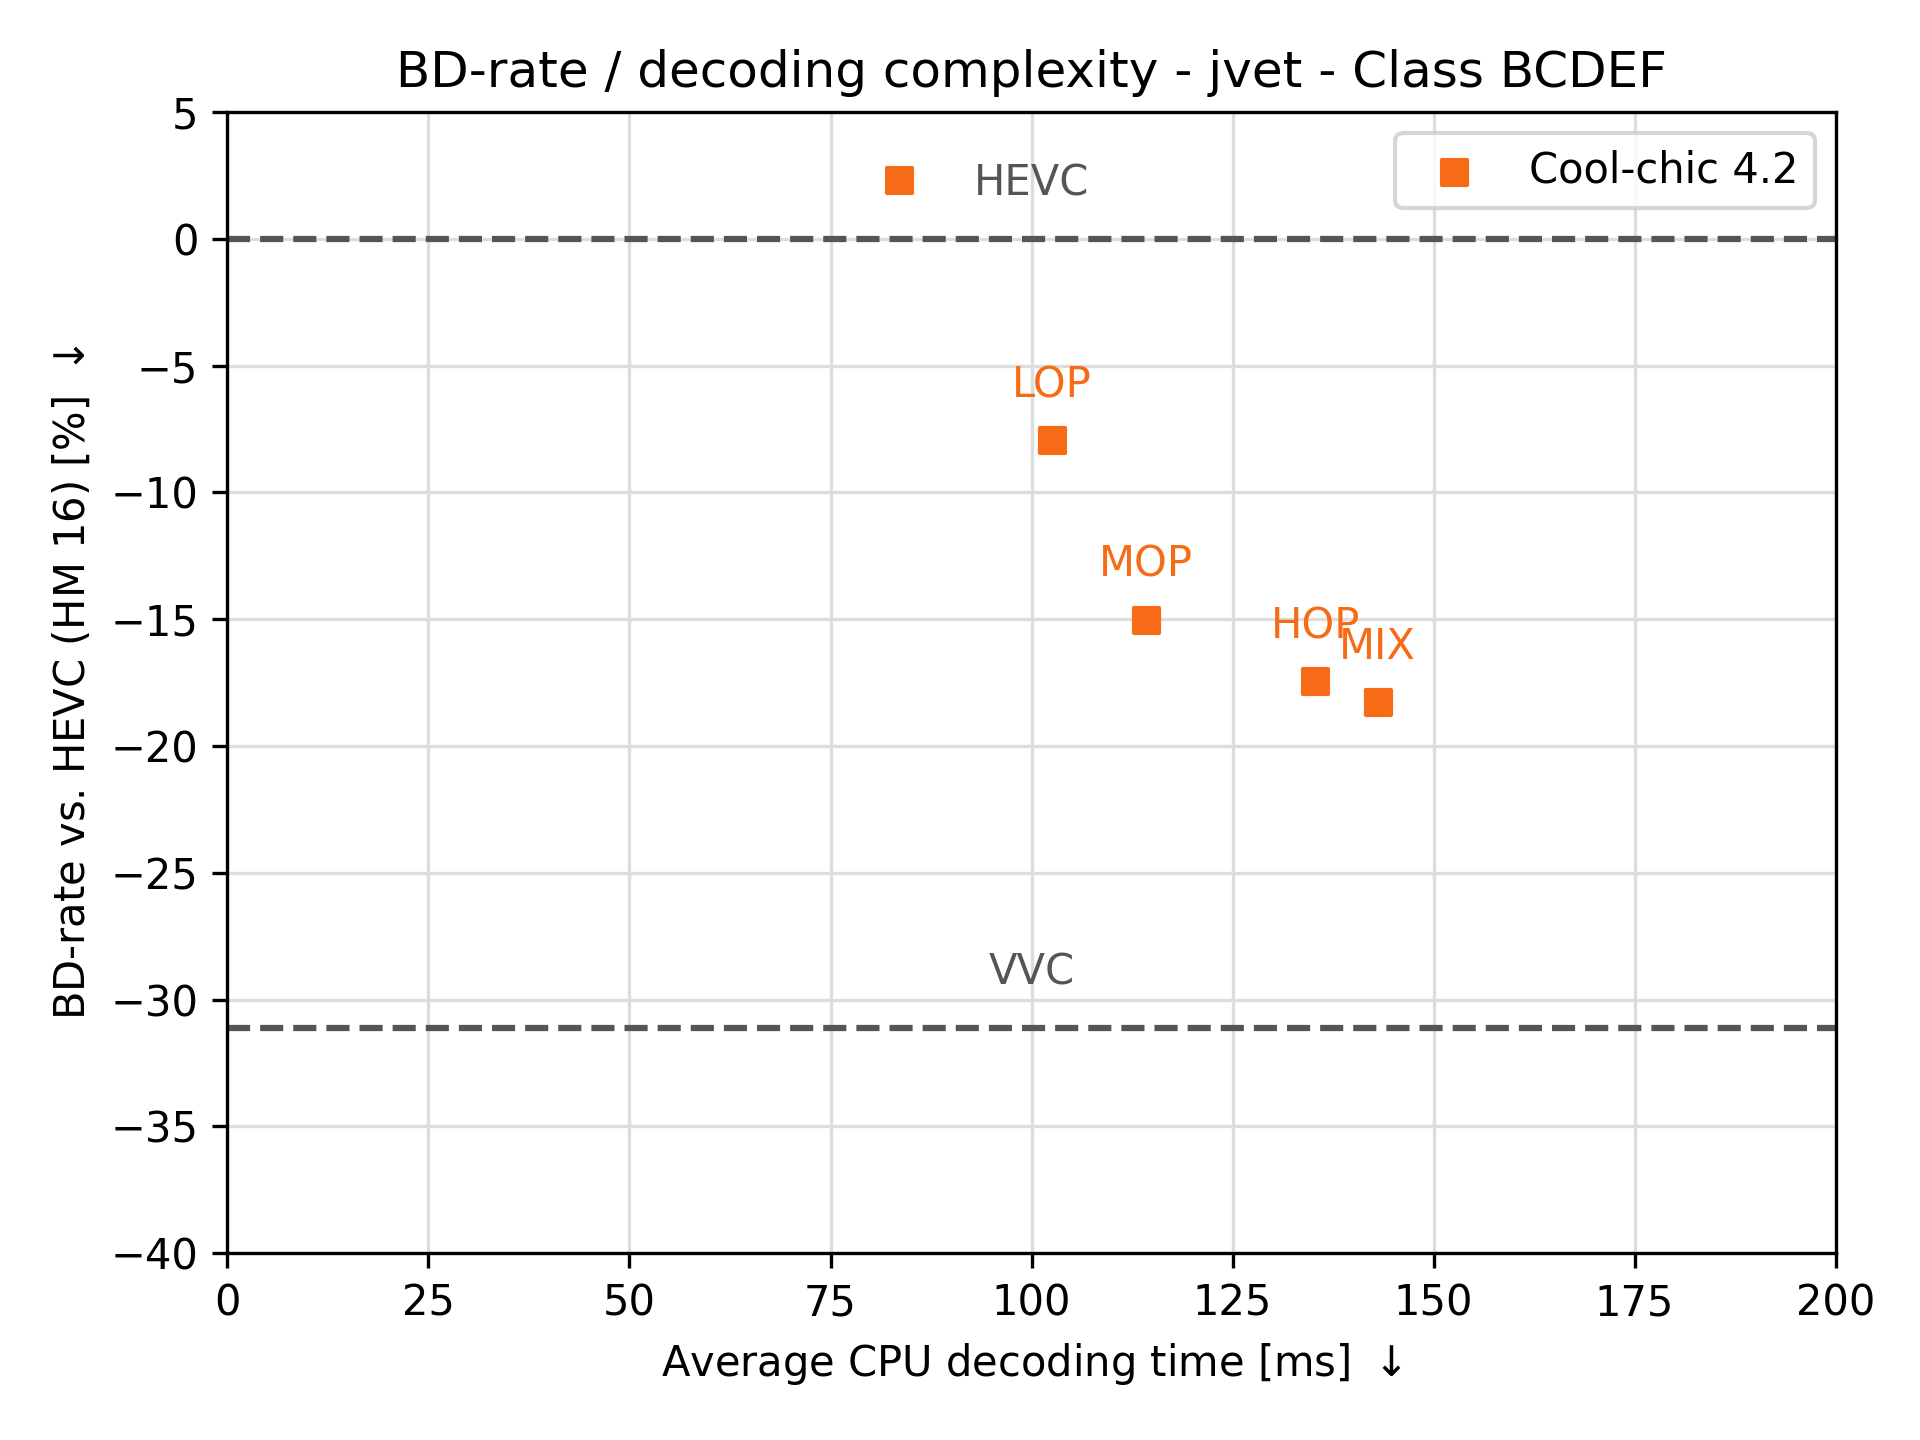 BD-rate / decoding complexity - jvet - Class BCDEF
5
0
−5
−10
−15
−20
−25
−30
−35
−40
BD-rate vs. HEVC (HM 16) [%] ↓
HEVC
Cool-chic 4.2
LOP
MOP
HOP
MIX
VVC
0 25 50 75 100 125 150 175 200
Average CPU decoding time [ms] ↓